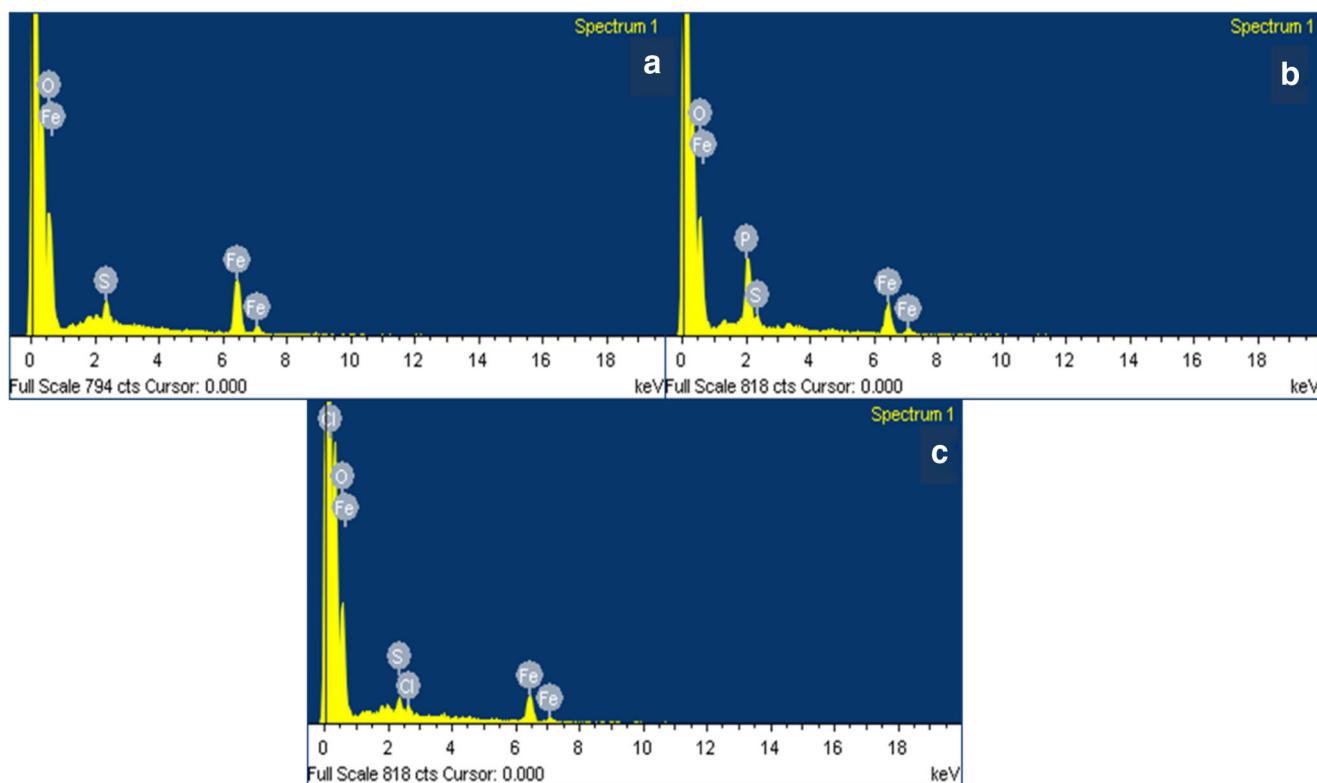 Spectrum 1
a
O
Fe
S
Fe
Fe
0 2 4 6 8 10 12 14 16 18
Full Scale 794 cts Cursor: 0.000 keV
Spectrum 1
b
O
Fe
P
S
Fe
Fe
0 2 4 6 8 10 12 14 16 18
Full Scale 818 cts Cursor: 0.000 keV
Spectrum 1
c
Cl
O
Fe
S
Cl
Fe
Fe
0 2 4 6 8 10 12 14 16 18
Full Scale 818 cts Cursor: 0.000 keV